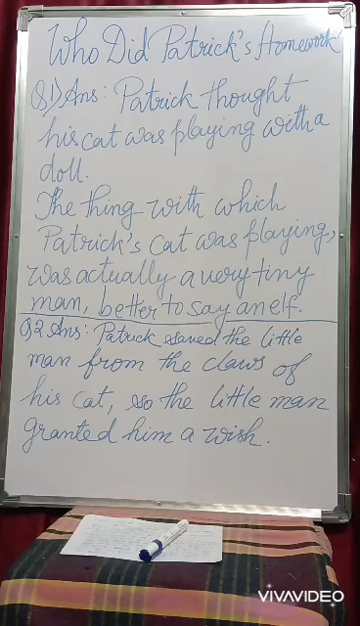 Who Did Patrick's Homework
Q1) Ans: Patrick thought
his cat was playing with a
doll.
The thing with which
Patrick's cat was playing,
was actually a very tiny
man, better to say an elf.
Q2 Ans: Patrick saved the little
man from the claws of
his cat, so the little man
granted him a wish.
VIVAVIDEO